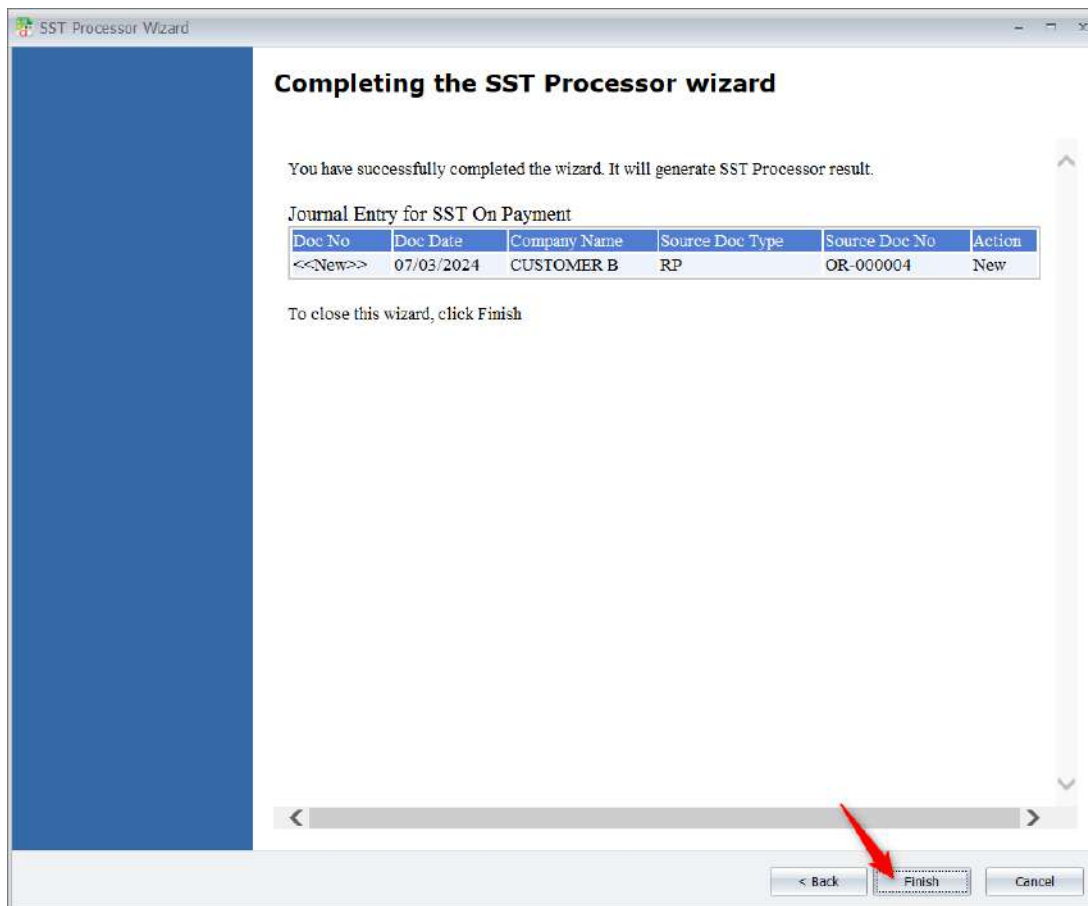 SST Processor Wizard
Completing the SST Processor wizard
You have successfully completed the wizard. It will generate SST Processor result.
Journal Entry for SST On Payment
Doc No Doc Date Company Name Source Doc Type Source Doc No Action
<<New>> 07/03/2024 CUSTOMER B RP OR-000004 New
To close this wizard, click Finish
< Back Finish Cancel